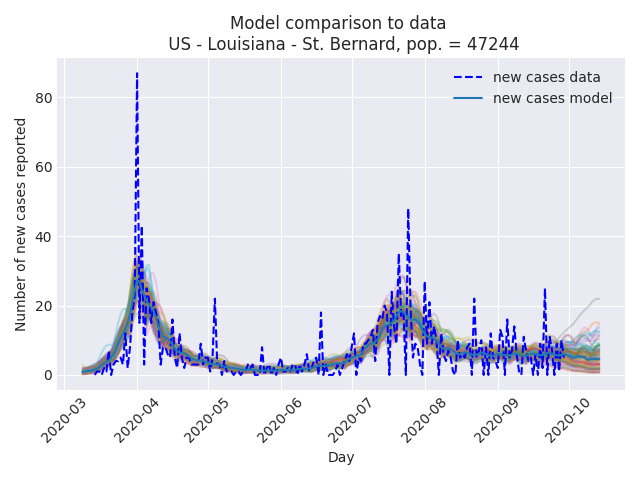 Model comparison to data
US - Louisiana - St. Bernard, pop. = 47244
new cases data
new cases model
Number of new cases reported
80
60
40
20
0
2020-03
2020-04
2020-05
2020-06
2020-07
2020-08
2020-09
2020-10
Day